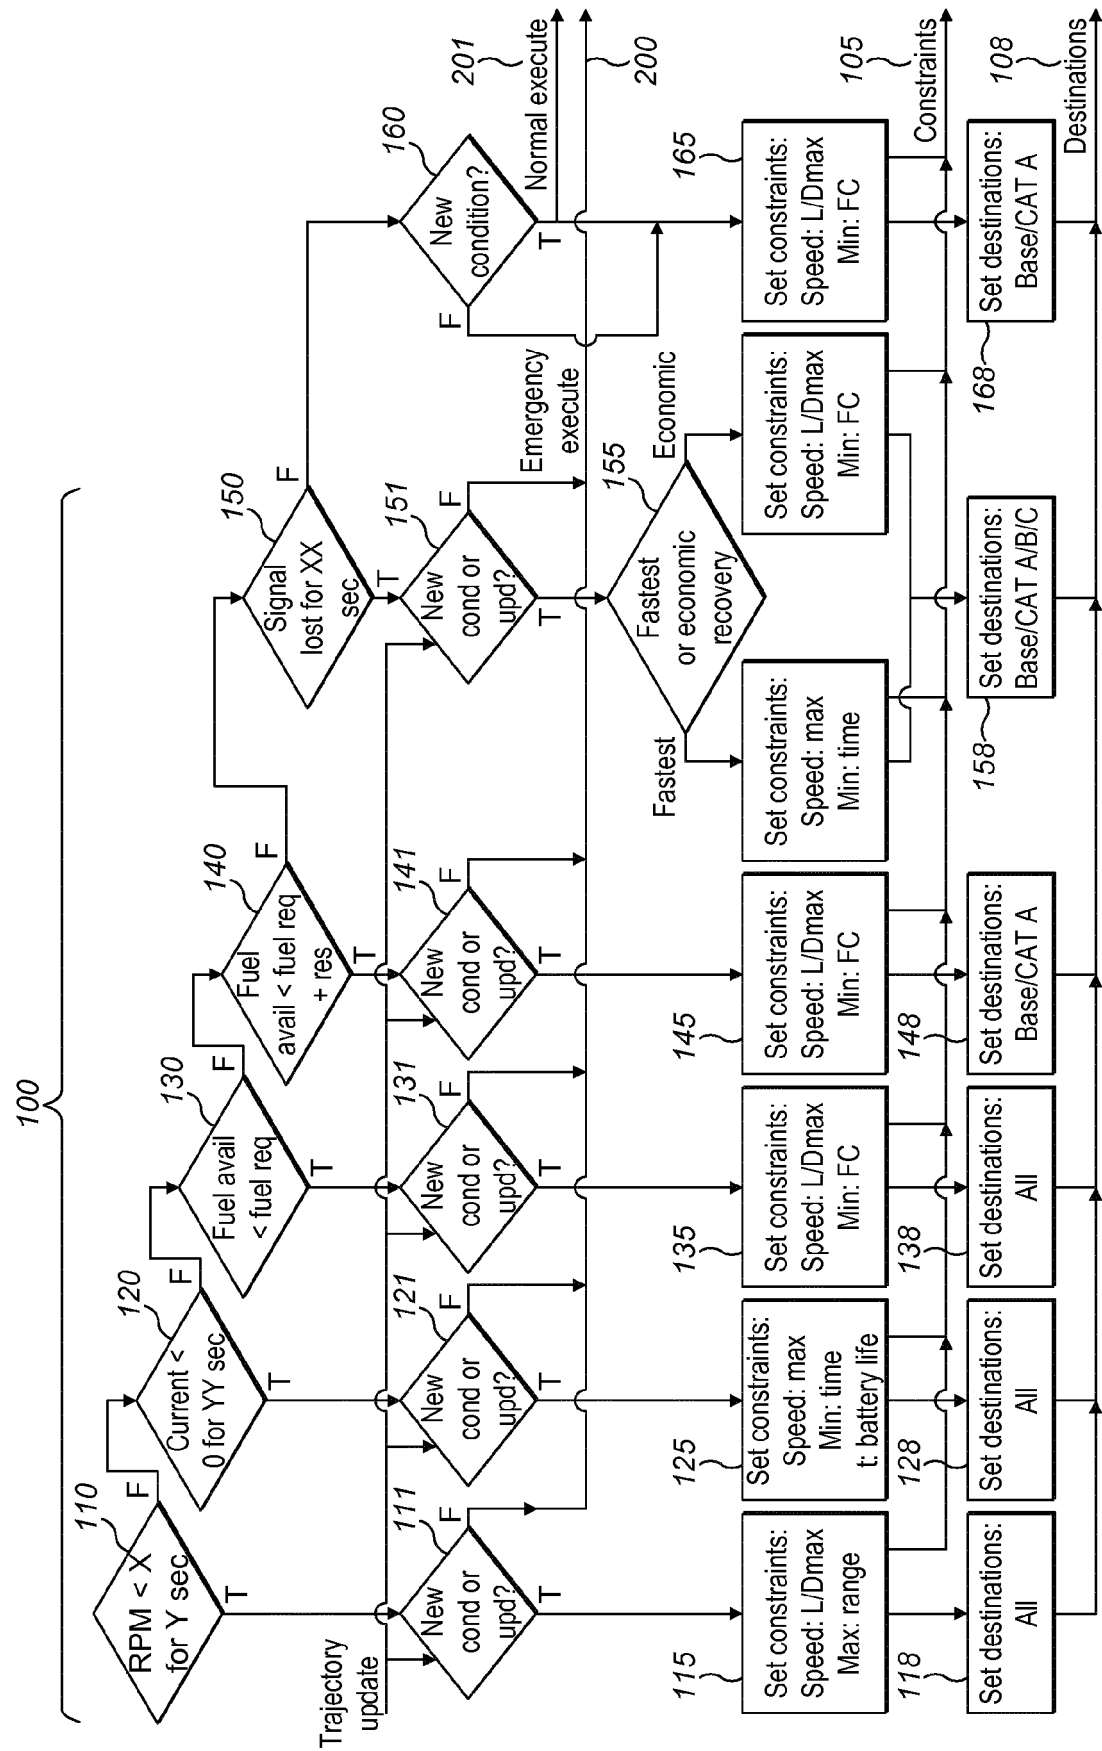 100
110
RPM < X
for Y sec
T
F
120
Current <
0 for YY sec
T
F
130
Fuel avail
< fuel req
T
F
140
Fuel
avail < fuel req
+ res
T
F
150
Signal
lost for XX
sec
T
F
Trajectory
update
111
New
cond or
upd?
T
F
121
New
cond or
upd?
T
F
131
New
cond or
upd?
T
F
141
New
cond or
upd?
T
F
151
New
cond or
upd?
T
F
160
New
condition?
F
T
201
Normal execute
Emergency
execute
200
155
Fastest
or economic
recovery
Fastest
Economic
115
Set constraints:
Speed: L/Dmax
Max: range
125
Set constraints:
Speed: max
Min: time
t: battery life
135
Set constraints:
Speed: L/Dmax
Min: FC
145
Set constraints:
Speed: L/Dmax
Min: FC
Set constraints:
Speed: max
Min: time
Set constraints:
Speed: L/Dmax
Min: FC
165
Set constraints:
Speed: L/Dmax
Min: FC
105
Constraints
118
Set destinations:
All
128
Set destinations:
All
138
Set destinations:
All
148
Set destinations:
Base/CAT A
158
Set destinations:
Base/CAT A/B/C
168
Set destinations:
Base/CAT A
108
Destinations